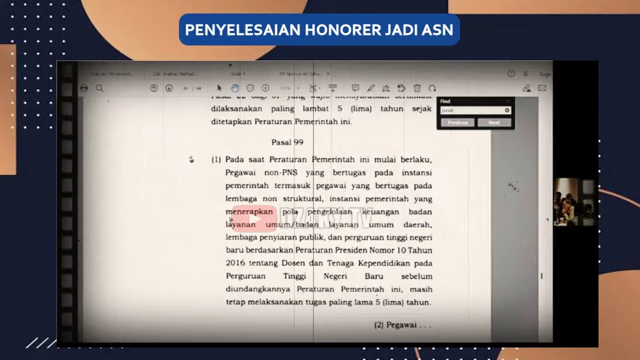 PENYELESAIAN HONORER JADI ASN
Find
Previous Next
dilaksanakan paling lambat 5 (lima) tahun sejak
ditetapkan Peraturan Pemerintah ini.
Pasal 99
(1) Pada saat Peraturan Pemerintah ini mulai berlaku,
Pegawai non-PNS yang bertugas pada instansi
pemerintah termasuk pegawai yang bertugas pada
lembaga non struktural, instansi pemerintah yang
menerapkan pola pengelolaan keuangan badan
layanan umum/badan layanan umum daerah,
lembaga penyiaran publik, dan perguruan tinggi negeri
baru berdasarkan Peraturan Presiden Nomor 10 Tahun
2016 tentang Dosen dan Tenaga Kependidikan pada
Perguruan Tinggi Negeri Baru sebelum
diundangkannya Peraturan Pemerintah ini, masih
tetap melaksanakan tugas paling lama 5 (lima) tahun.
(2) Pegawai . . .